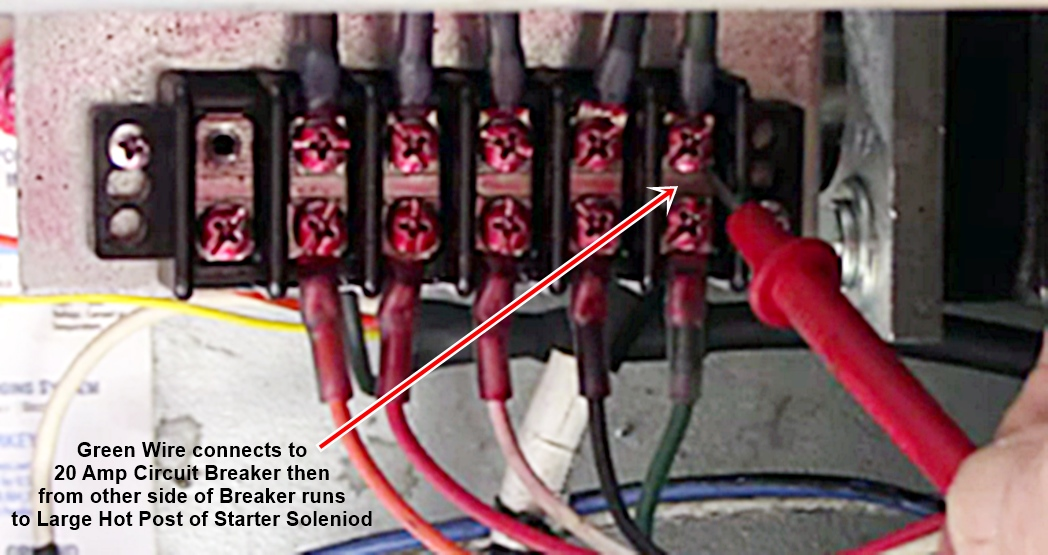 Green Wire connects to
20 Amp Circuit Breaker then
from other side of Breaker runs
to Large Hot Post of Starter Soleniod